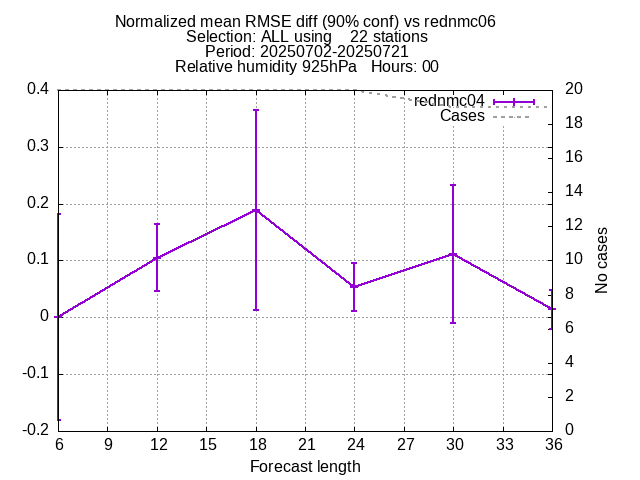 Normalized mean RMSE diff (90% conf) vs rednmc06
Selection: ALL using    22 stations
Period: 20250702-20250721
Relative humidity 925hPa   Hours: 00
rednmc04
Cases
0.4
0.3
0.2
0.1
0
-0.1
-0.2
20
18
16
14
12
10
8
6
4
2
0
No cases
6 9 12 15 18 21 24 27 30 33 36
Forecast length